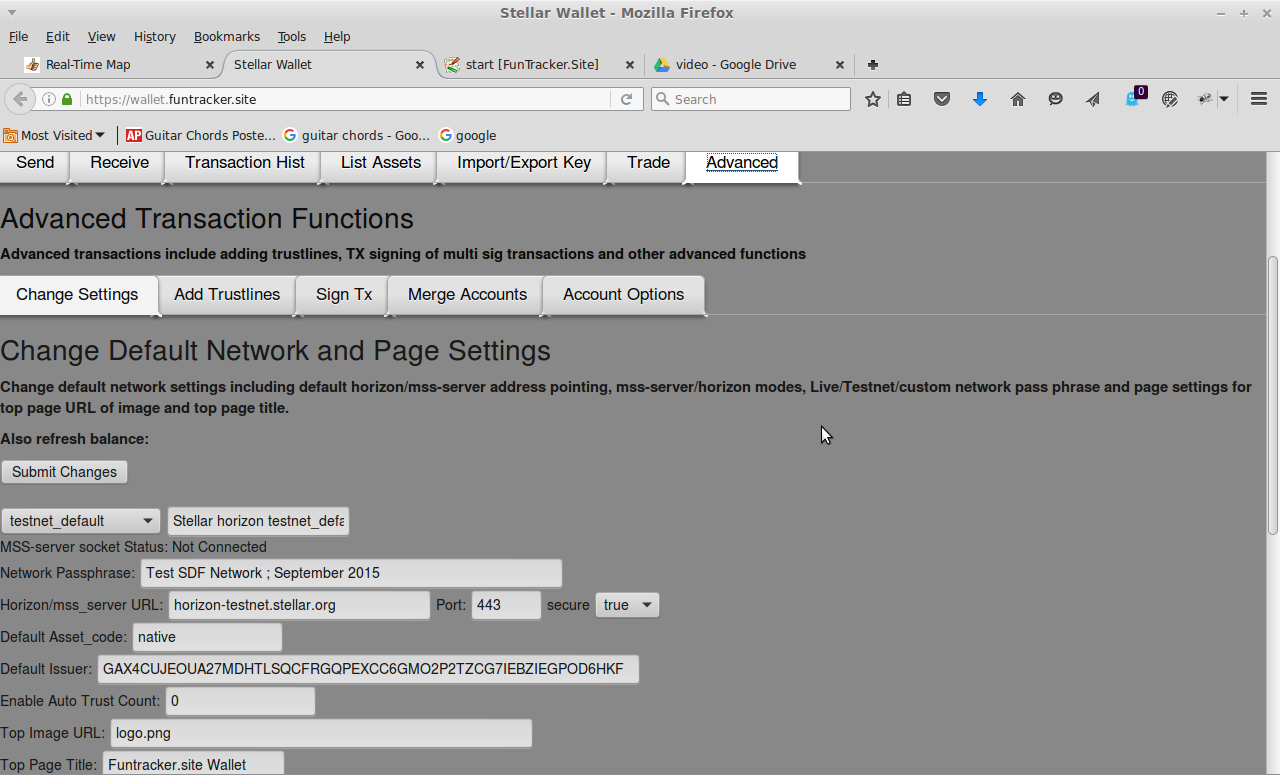 Stellar Wallet - Mozilla Firefox
File Edit View History Bookmarks Tools Help
Real-Time Map Stellar Wallet start [FunTracker.Site] video - Google Drive
https://wallet.funtracker.site Search 0
Most Visited AP Guitar Chords Poste... guitar chords - Goo... google
Send Receive Transaction Hist List Assets Import/Export Key Trade Advanced
Advanced Transaction Functions
Advanced transactions include adding trustlines, TX signing of multi sig transactions and other advanced functions
Change Settings Add Trustlines Sign Tx Merge Accounts Account Options
Change Default Network and Page Settings
Change default network settings including default horizon/mss-server address pointing, mss-server/horizon modes, Live/Testnet/custom network pass phrase and page settings for
top page URL of image and top page title.
Also refresh balance:
Submit Changes
testnet_default Stellar horizon testnet_defa
MSS-server socket Status: Not Connected
Network Passphrase: Test SDF Network ; September 2015
Horizon/mss_server URL: horizon-testnet.stellar.org Port: 443 secure true
Default Asset_code: native
Default Issuer: GAX4CUJEOUA27MDHTLSQCFRGQPEXCC6GMO2P2TZCG7IEBZIEGPOD6HKF
Enable Auto Trust Count: 0
Top Image URL: logo.png
Top Page Title: Funtracker.site Wallet